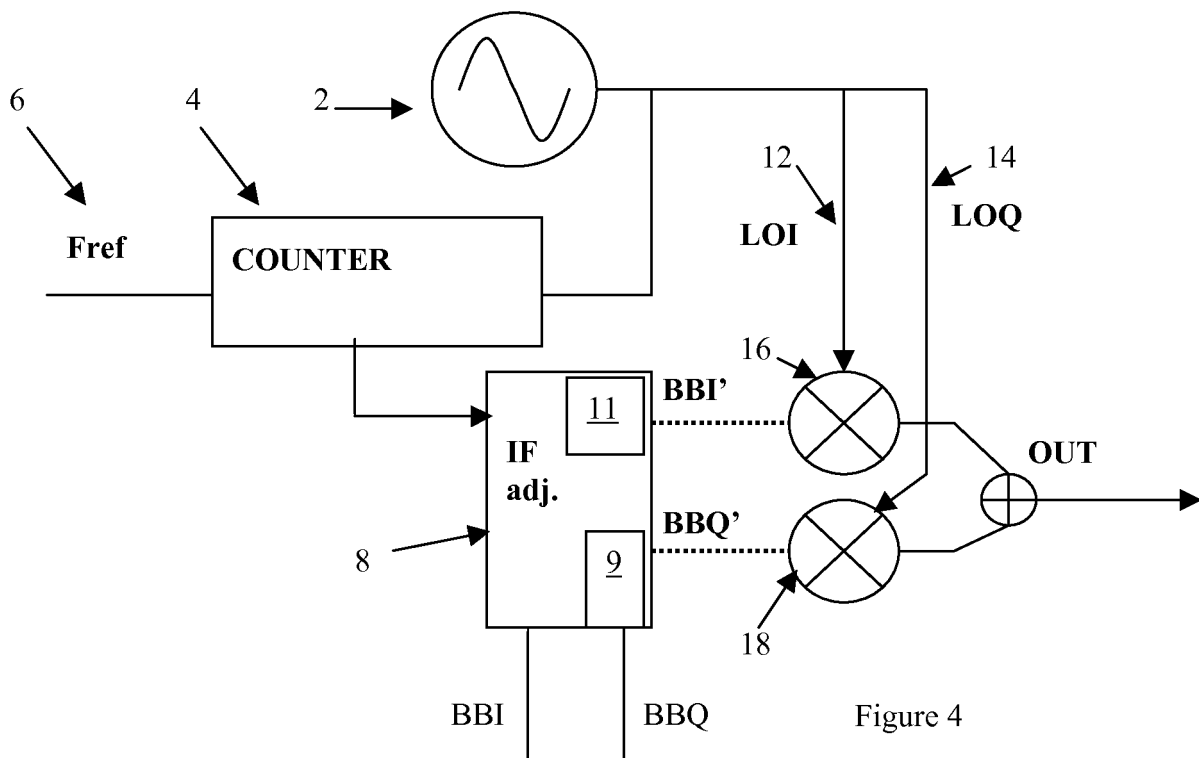 6
4
2
12
14
LOQ
LOI
Fref
COUNTER
16
BBI’
11
IF
adj.
OUT
BBQ’
8
9
18
BBI
BBQ
Figure 4